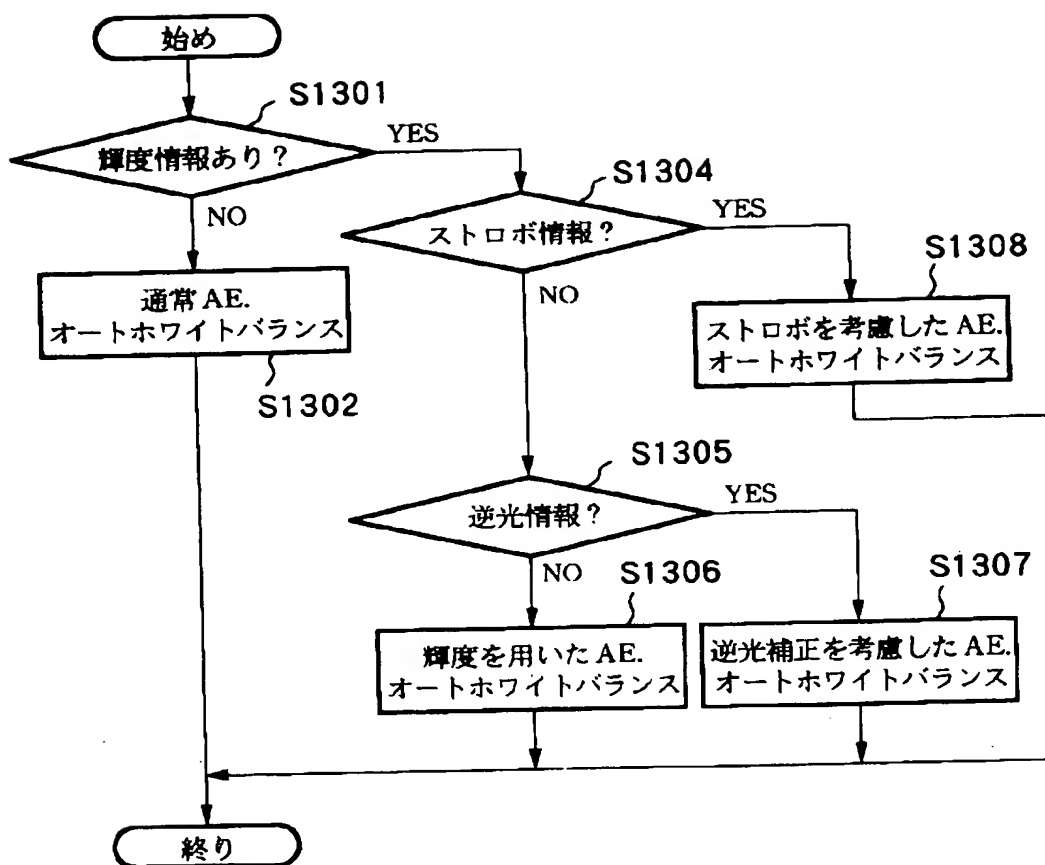 始め
S1301
輝度情報あり?
YES
NO
S1304
ストロボ情報?
YES
NO
通常AE.
オートホワイトバランス
S1302
S1308
ストロボを考慮したAE.
オートホワイトバランス
S1305
逆光情報?
YES
NO
S1306
輝度を用いたAE.
オートホワイトバランス
S1307
逆光補正を考慮したAE.
オートホワイトバランス
終り